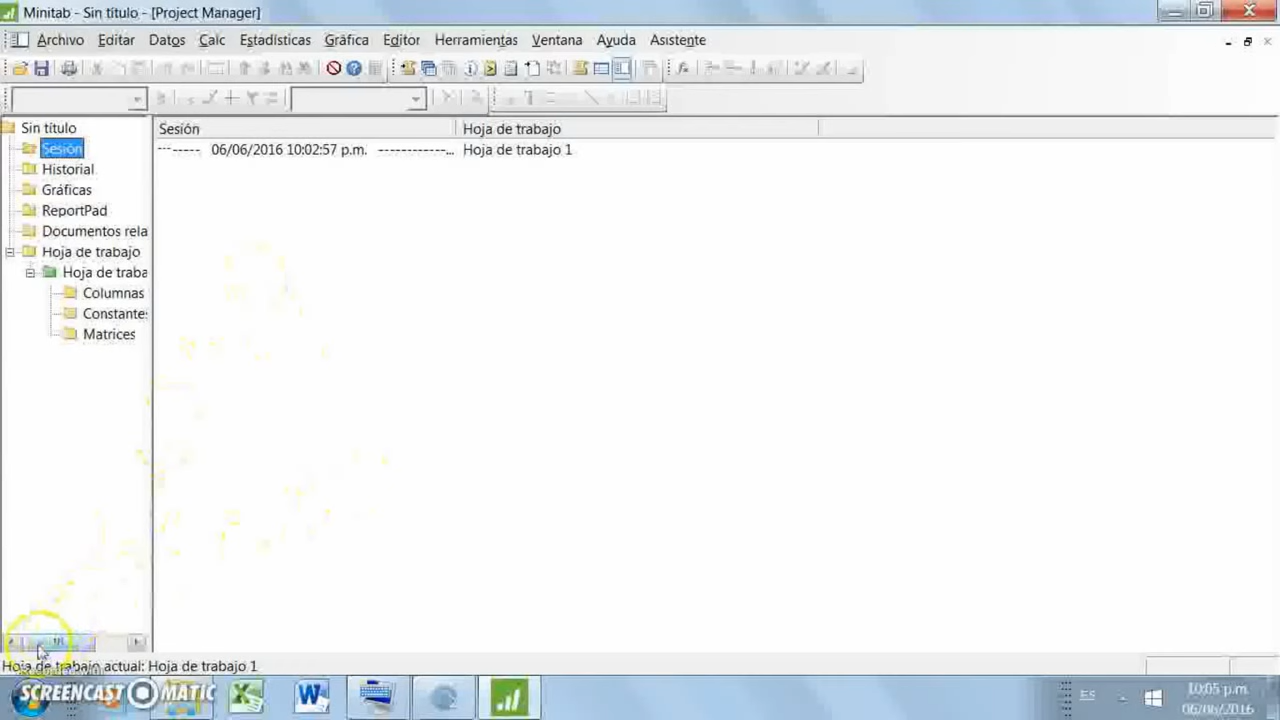 Minitab - Sin título - [Project Manager]
Archivo Editar Datos Calc Estadísticas Gráfica Editor Herramientas Ventana Ayuda Asistente
Sin título
Sesión
Historial
Gráficas
ReportPad
Documentos rela
Hoja de trabajo
Hoja de traba
Columnas
Constante
Matrices
Sesión Hoja de trabajo
------- 06/06/2016 10:02:57 p.m. ------------... Hoja de trabajo 1
Hoja de trabajo actual: Hoja de trabajo 1
SCREENCAST MATIC
ES
10:05 p.m.
06/06/2016